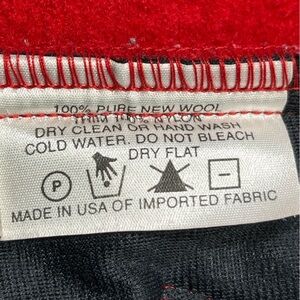 100% PURE NEW WOOL
TRIM 100% NYLON
DRY CLEAN OR HAND WASH
COLD WATER. DO NOT BLEACH
DRY FLAT
P
MADE IN USA OF IMPORTED FABRIC